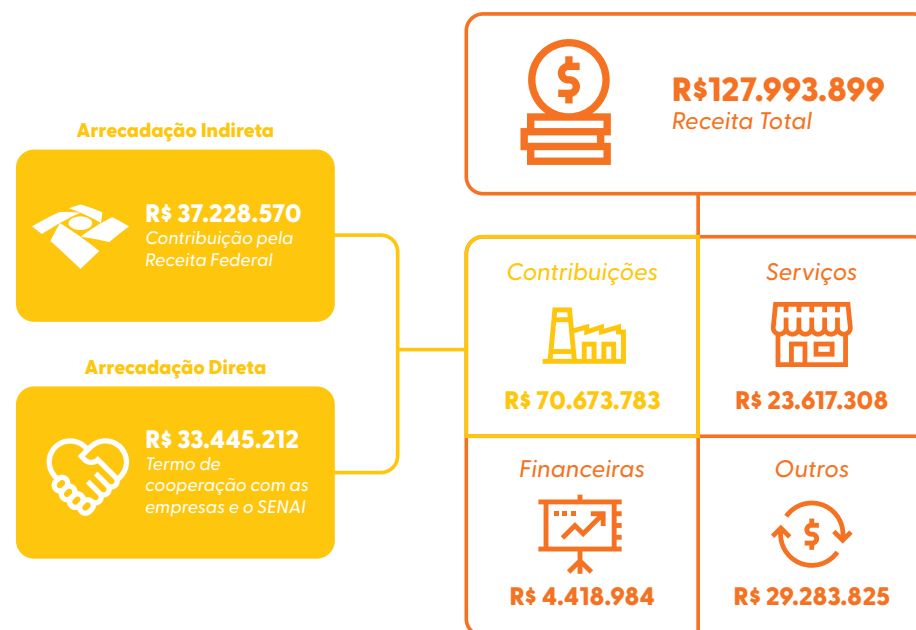 R$127.993.899
Receita Total
Arrecadação Indireta
R$ 37.228.570
Contribuição pela
Receita Federal
Arrecadação Direta
R$ 33.445.212
Termo de
cooperação com as
empresas e o SENAI
Contribuições
R$ 70.673.783
Serviços
R$ 23.617.308
Financeiras
R$ 4.418.984
Outros
R$ 29.283.825